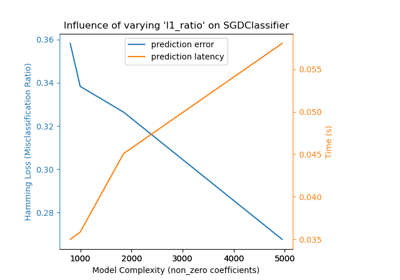 Influence of varying 'l1_ratio' on SGDClassifier
prediction error
prediction latency
0.36
0.34
0.32
0.30
0.28
Hamming Loss (Misclassification Ratio)
0.055
0.050
0.045
0.040
0.035
Time (s)
1000 2000 3000 4000 5000
Model Complexity (non_zero coefficients)